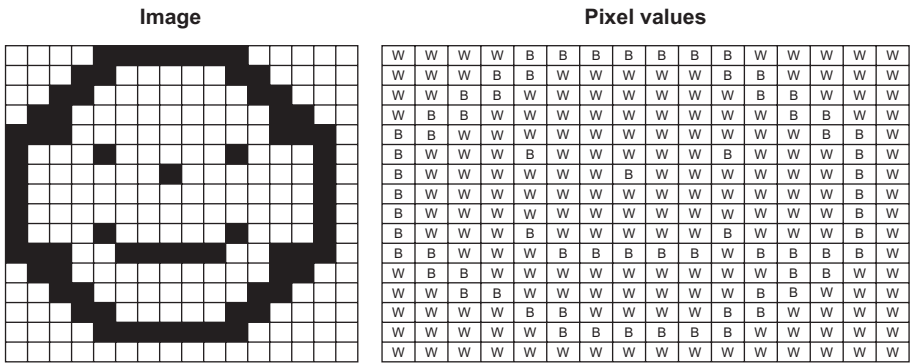 Image
Pixel values
W W W W B B B B B B B W W W W W
W W W B B W W W W W B B W W W W
W W B B W W W W W W W B B W W W
W B B W W W W W W W W W B B W W
B B W W W W W W W W W W W B B W
B W W W B W W W W W B W W W B W
B W W W W W W B W W W W W W B W
B W W W W W W W W W W W W W B W
B W W W W W W W W W W W W W B W
B W W W B W W W W W B W W W B W
B B W W W B B B B B W B B B B W
W B B W W W W W W W W W B B W W
W W B B W W W W W W W B B W W W
W W W W B B W W W W B B W W W W
W W W W W B B B B B B W W W W W
W W W W W W W W W W W W W W W W